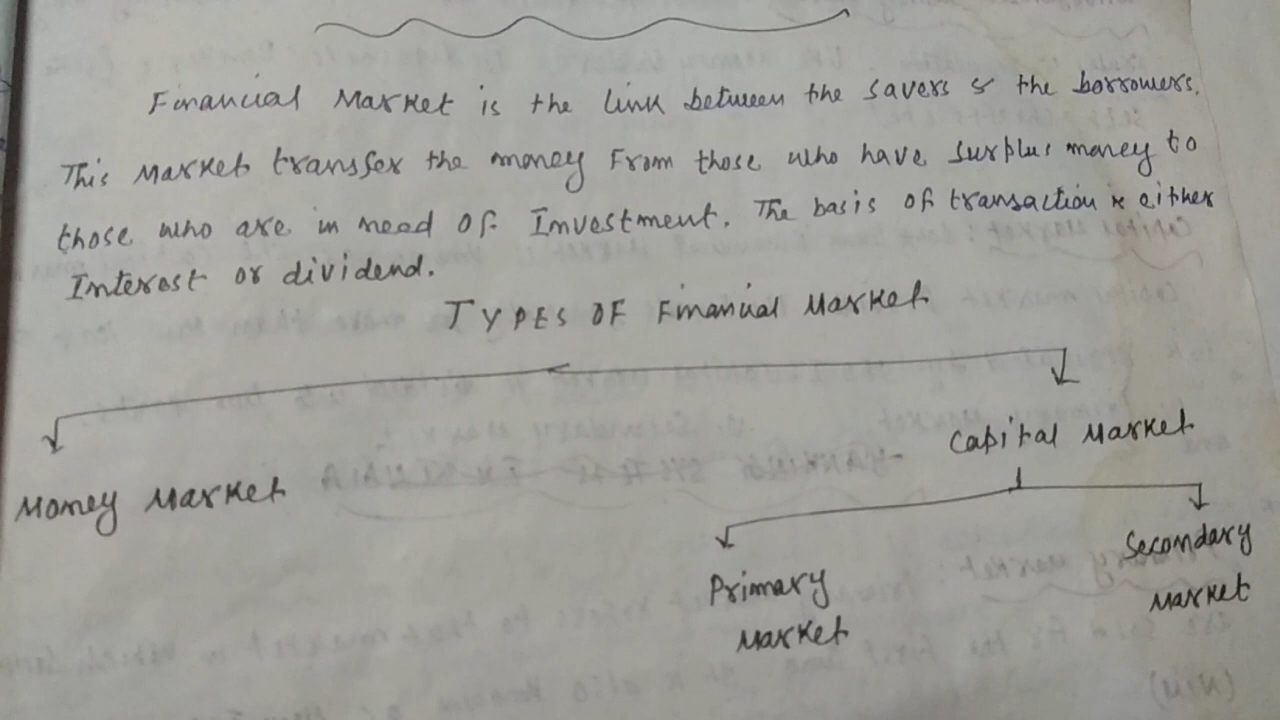 Financial Market is the link between the savers & the borrowers.
This Market transfer the money From those who have surplus money to
those who are in need of Investment. The basis of transaction is either
Interest or dividend.
TYPES OF Financial Market
Capital Market
Money Market
Primary Market
Secondary Market